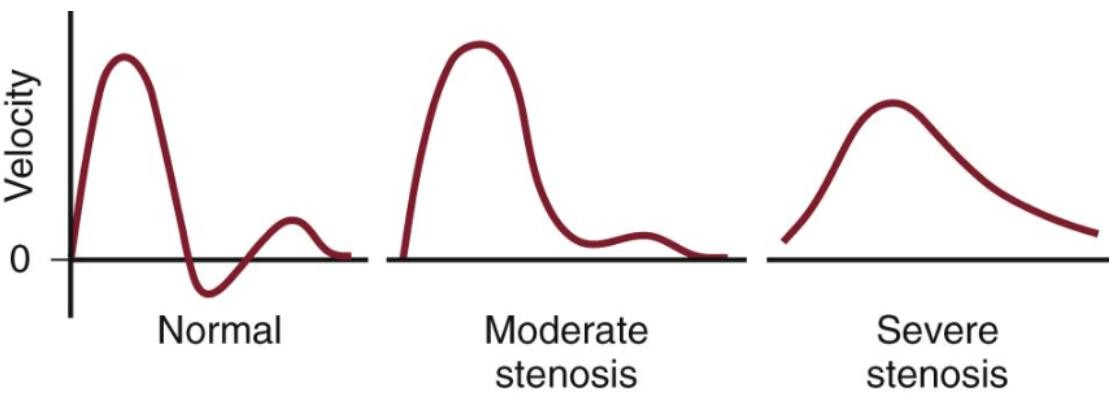 Velocity
0
Normal
Moderate
stenosis
Severe
stenosis